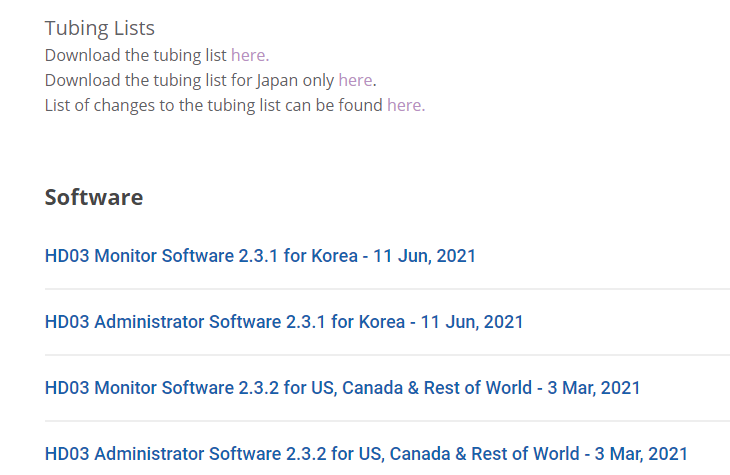 Tubing Lists
Download the tubing list here.
Download the tubing list for Japan only here.
List of changes to the tubing list can be found here.
Software
HD03 Monitor Software 2.3.1 for Korea - 11 Jun, 2021
HD03 Administrator Software 2.3.1 for Korea - 11 Jun, 2021
HD03 Monitor Software 2.3.2 for US, Canada & Rest of World - 3 Mar, 2021
HD03 Administrator Software 2.3.2 for US, Canada & Rest of World - 3 Mar, 2021